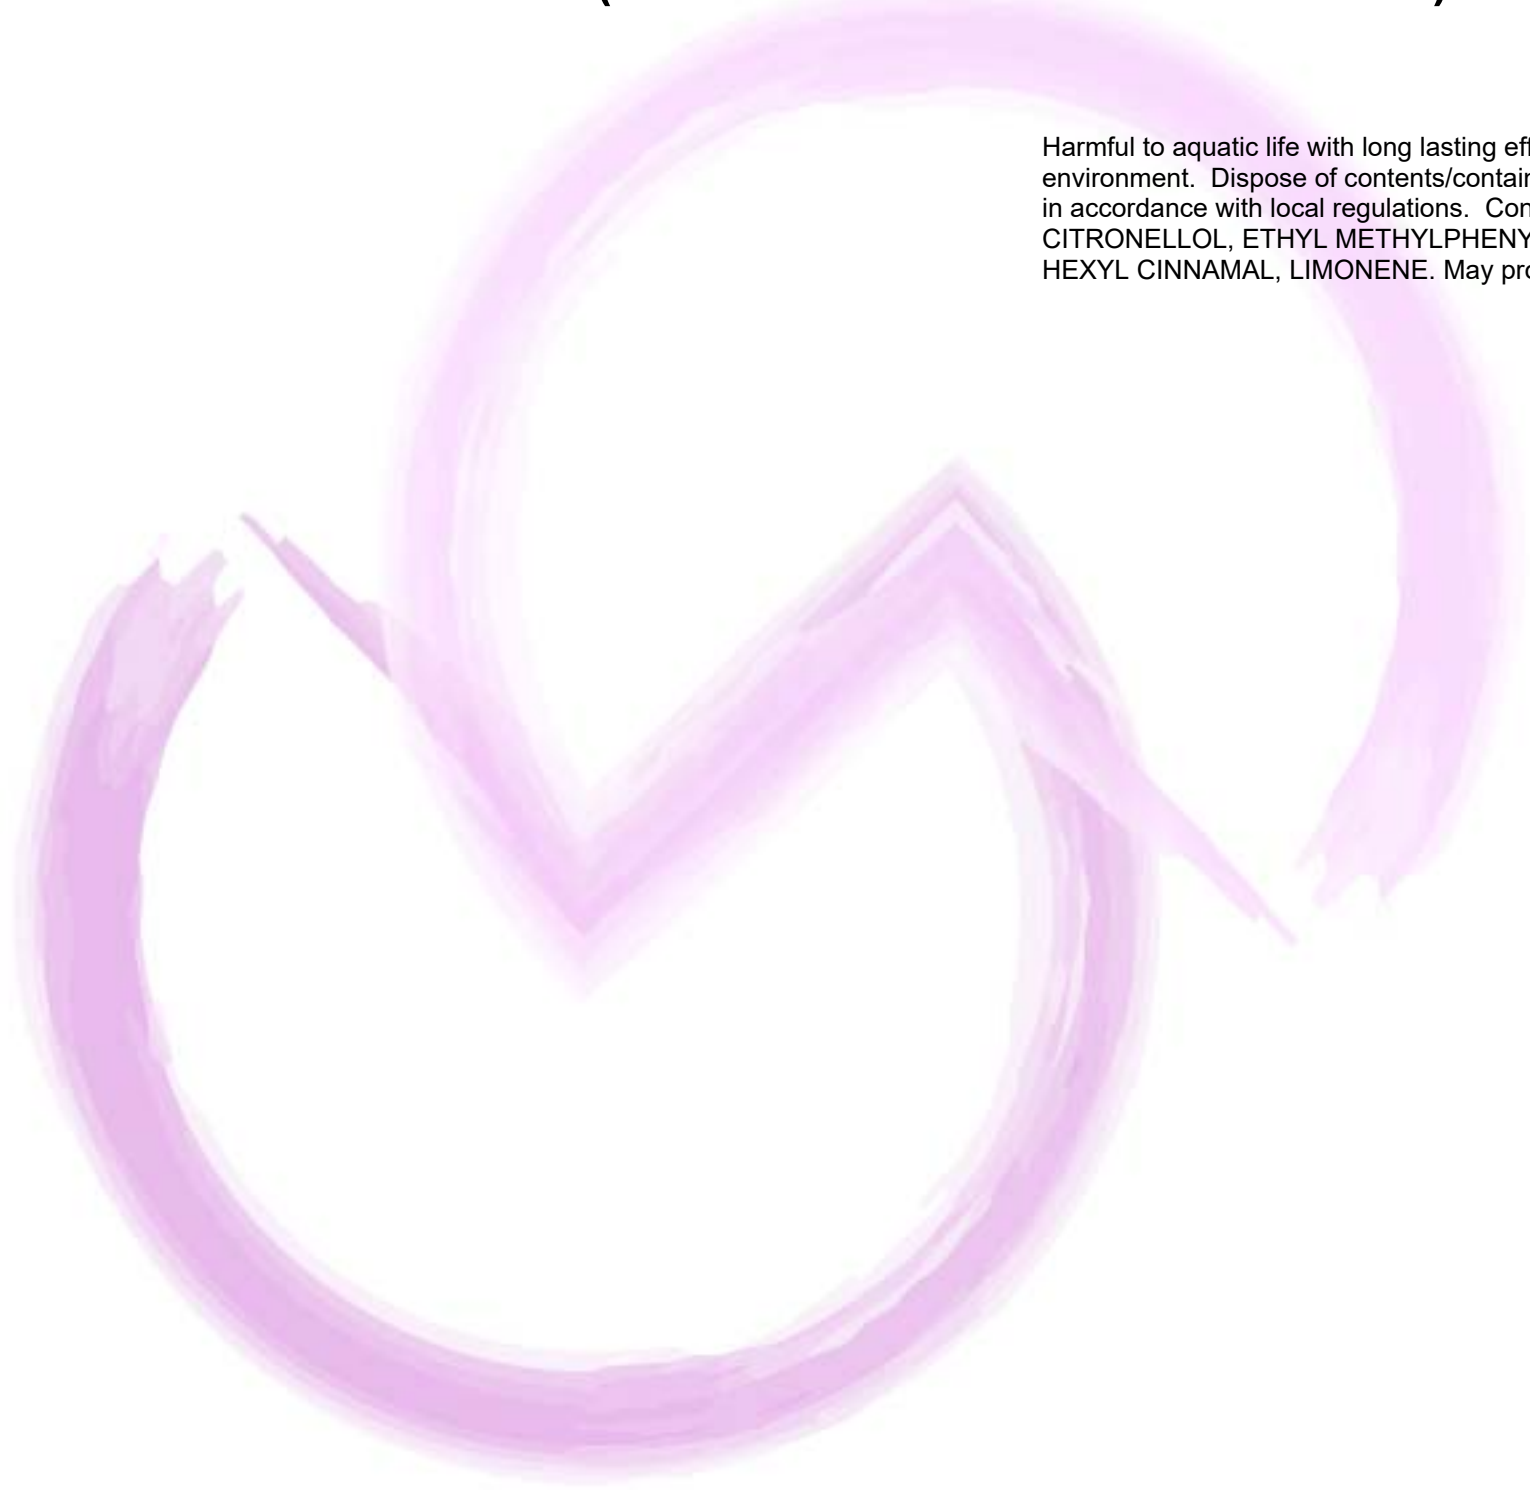 Harmful to aquatic life with long lasting eff
environment.  Dispose of contents/contain
in accordance with local regulations.  Con
CITRONELLOL, ETHYL METHYLPHENY
HEXYL CINNAMAL, LIMONENE. May pro